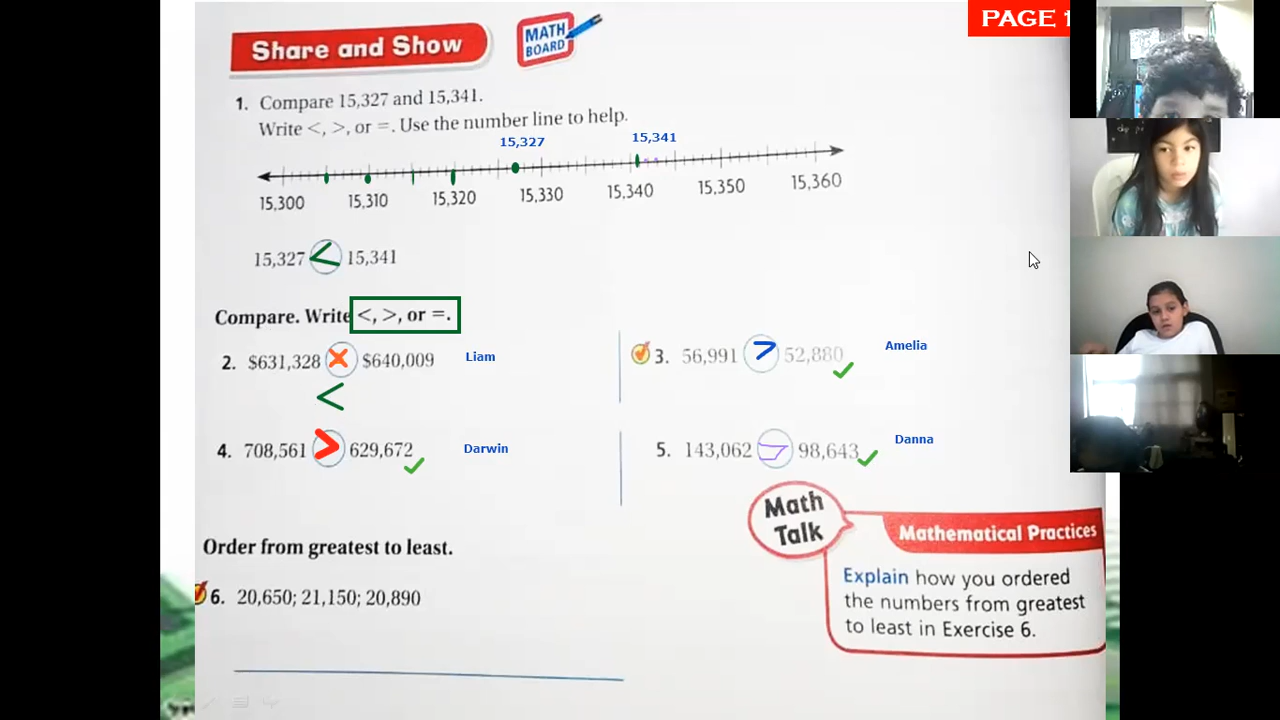 PAGE 1
Share and Show
MATH
BOARD
1. Compare 15,327 and 15,341.
Write <, >, or =. Use the number line to help.
15,327 15,341
15,300 15,310 15,320 15,330 15,340 15,350 15,360
15,327 < 15,341
Compare. Write <, >, or =.
2. $631,328 × $640,009 Liam
<
3. 56,991 > 52,880 Amelia
4. 708,561 > 629,672 Darwin
5. 143,062 > 98,643 Danna
Order from greatest to least.
6. 20,650; 21,150; 20,890
Math
Talk
Mathematical Practices
Explain how you ordered
the numbers from greatest
to least in Exercise 6.